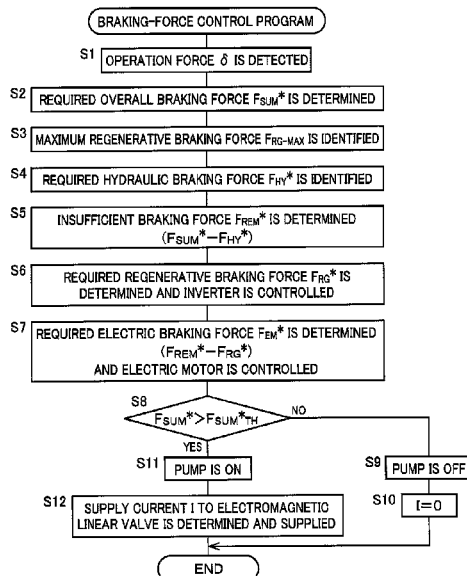 BRAKING-FORCE CONTROL PROGRAM
S1
OPERATION FORCE δ IS DETECTED
S2
REQUIRED OVERALL BRAKING FORCE FSUM* IS DETERMINED
S3
MAXIMUM REGENERATIVE BRAKING FORCE FRG-MAX IS IDENTIFIED
S4
REQUIRED HYDRAULIC BRAKING FORCE FHY* IS IDENTIFIED
S5
INSUFFICIENT BRAKING FORCE FREM* IS DETERMINED
(FSUM*−FHY*)
S6
REQUIRED REGENERATIVE BRAKING FORCE FRG* IS
DETERMINED AND INVERTER IS CONTROLLED
S7
REQUIRED ELECTRIC BRAKING FORCE FEM* IS DETERMINED
(FREM*−FRG*)
AND ELECTRIC MOTOR IS CONTROLLED
S8
FSUM*>FSUM*TH
NO
YES
S11
PUMP IS ON
S9
PUMP IS OFF
S12
SUPPLY CURRENT I TO ELECTROMAGNETIC
LINEAR VALVE IS DETERMINED AND SUPPLIED
S10
I=0
END